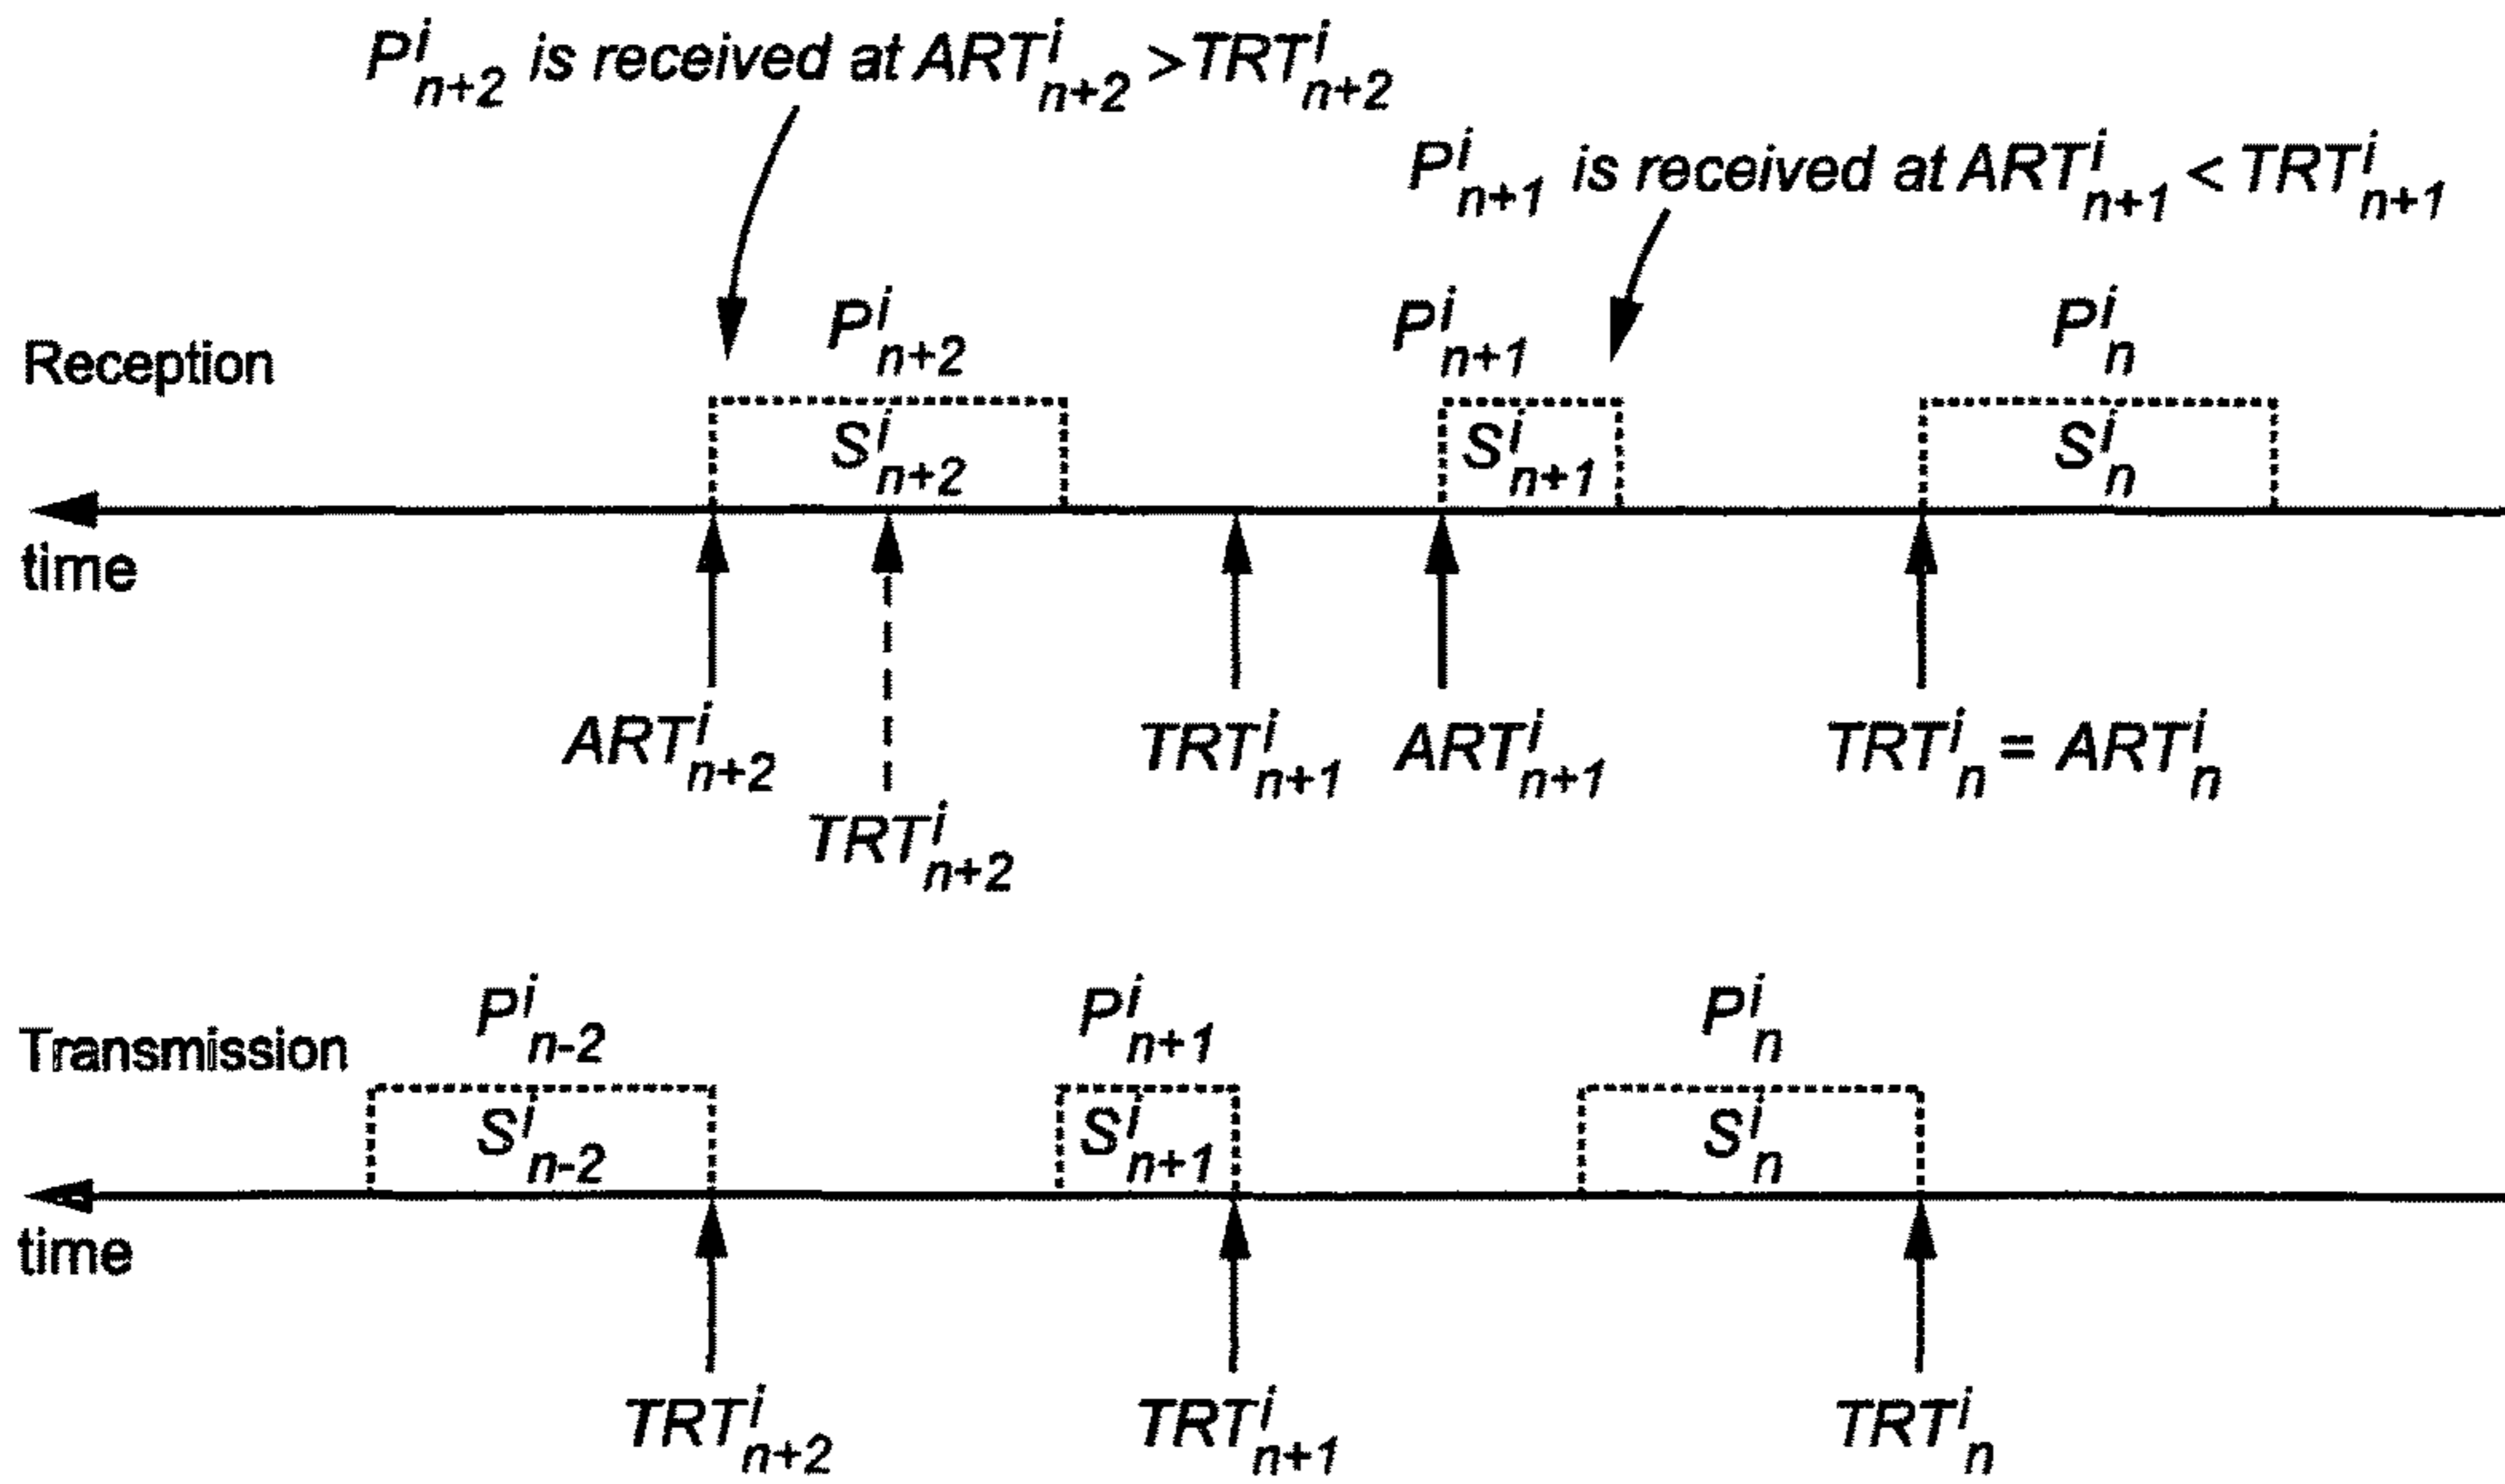 P^i_{n+2} is received at ART^i_{n+2} > TRT^i_{n+2}
P^i_{n+1} is received at ART^i_{n+1} < TRT^i_{n+1}
Reception
P^i_{n+2} P^i_{n+1} P^i_n
S^i_{n+2} S^i_{n+1} S^i_n
time
ART^i_{n+2} TRT^i_{n+1} ART^i_{n+1} TRT^i_n = ART^i_n
TRT^i_{n+2}
Transmission
P^i_{n-2} P^i_{n+1} P^i_n
S^i_{n-2} S^i_{n+1} S^i_n
time
TRT^i_{n+2} TRT^i_{n+1} TRT^i_n